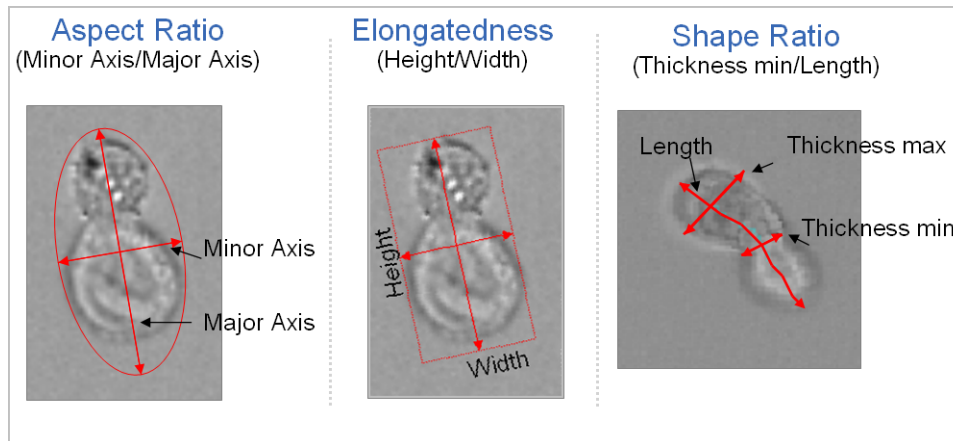 Aspect Ratio
(Minor Axis/Major Axis)
Minor Axis
Major Axis
Elongatedness
(Height/Width)
Height
Width
Shape Ratio
(Thickness min/Length)
Length
Thickness max
Thickness min